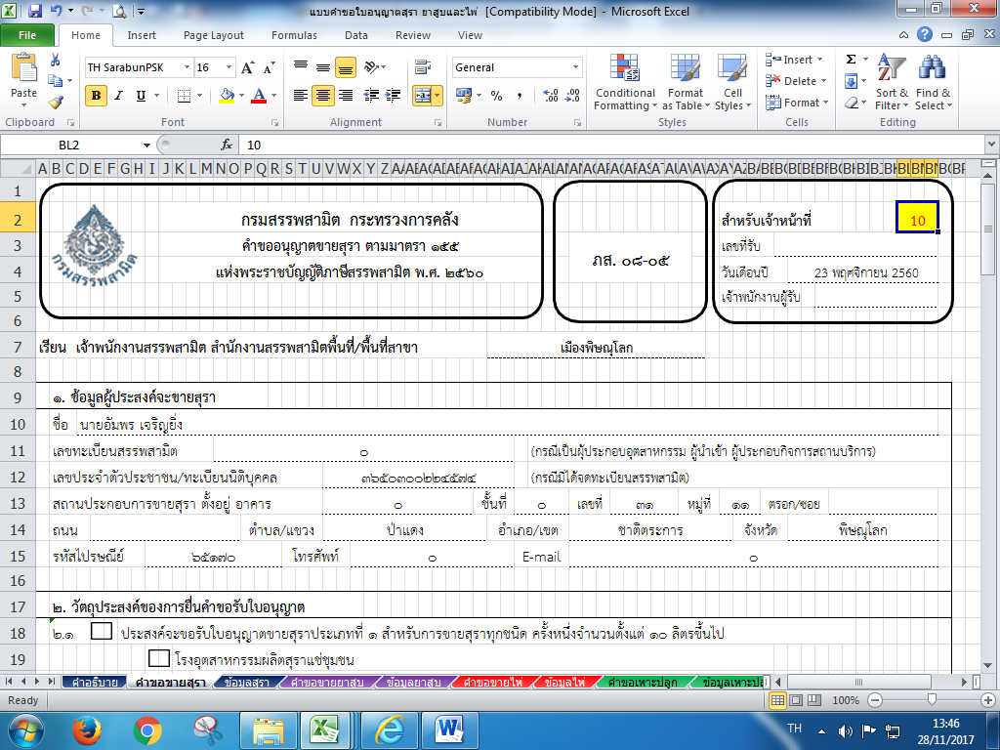 แบบคำขอใบอนุญาตสุรา ยาสูบและไพ่ [Compatibility Mode] - Microsoft Excel
File Home Insert Page Layout Formulas Data Review View
Paste TH SarabunPSK 16 General Conditional Formatting Format as Table Cell Styles Insert Delete Format Sort & Filter Find & Select
B I U % ,
Clipboard Font Alignment Number Styles Cells Editing
BL2 fx 10
A B C D E F G H I J K L M N O P Q R S T U V W X Y Z
1
2 กรมสรรพสามิต กระทรวงการคลัง สำหรับเจ้าหน้าที่ 10
3 คำขออนุญาตขายสุรา ตามมาตรา ๑๕๕ ภส. ๐๘-๐๕ เลขที่รับ
4 แห่งพระราชบัญญัติภาษีสรรพสามิต พ.ศ. ๒๕๖๐ วันเดือนปี 23 พฤศจิกายน 2560
กรมสรรพสามิต
5 เจ้าพนักงานผู้รับ
6
7 เรียน เจ้าพนักงานสรรพสามิต สำนักงานสรรพสามิตพื้นที่/พื้นที่สาขา เมืองพิษณุโลก
8
9 ๑. ข้อมูลผู้ประสงค์จะขายสุรา
10 ชื่อ นายอัมพร เจริญยิ่ง
11 เลขทะเบียนสรรพสามิต ๐ (กรณีเป็นผู้ประกอบอุตสาหกรรม ผู้นำเข้า ผู้ประกอบกิจการสถานบริการ)
12 เลขประจำตัวประชาชน/ทะเบียนนิติบุคคล ๓๖๕๐๓๐๐๒๒๔๕๗๔ (กรณีมิได้จดทะเบียนสรรพสามิต)
13 สถานประกอบการขายสุรา ตั้งอยู่ อาคาร ๐ ชั้นที่ ๐ เลขที่ ๓๑ หมู่ที่ ๑๑ ตรอก/ซอย
14 ถนน ตำบล/แขวง ป่าแดง อำเภอ/เขต ชาติตระการ จังหวัด พิษณุโลก
15 รหัสไปรษณีย์ ๖๕๑๗๐ โทรศัพท์ ๐ E-mail ๐
16
17 ๒. วัตถุประสงค์ของการยื่นคำขอรับใบอนุญาต
18 ๒.๑ ประสงค์จะขอรับใบอนุญาตขายสุราประเภทที่ ๑ สำหรับการขายสุราทุกชนิด ครั้งหนึ่งจำนวนตั้งแต่ ๑๐ ลิตรขึ้นไป
19 โรงอุตสาหกรรมผลิตสุราแช่ชุมชน
คำอธิบาย คำขอขายสุรา ข้อมูลสุรา คำขอขายยาสูบ ข้อมูลยาสูบ คำขอขายไพ่ ข้อมูลไพ่ คำขอเพาะปลูก ข้อมูลเพาะปลูก
Ready 100%
TH 13:46
28/11/2017